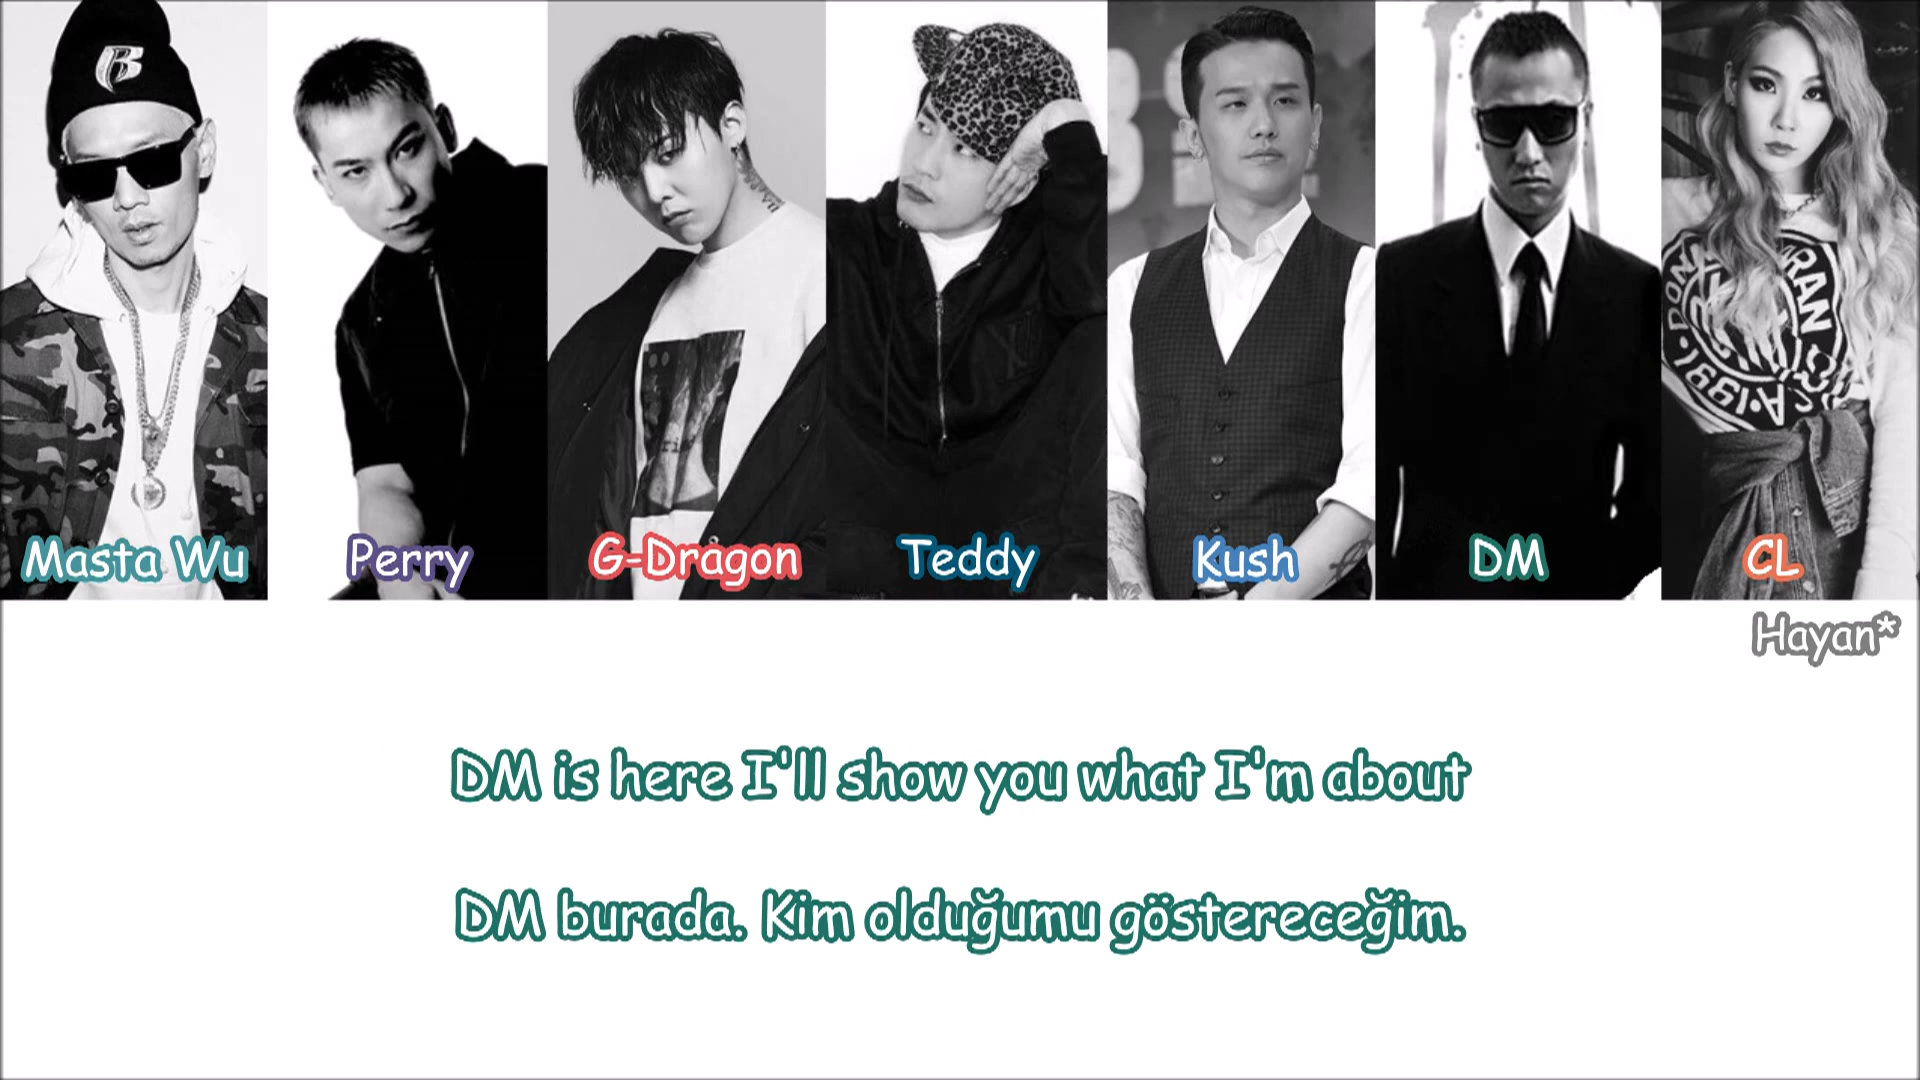 Masta Wu
Perry
G-Dragon
Teddy
Kush
DM
CL
Hayan*
DM is here I'll show you what I'm about
DM burada. Kim olduğumu göstereceğim.